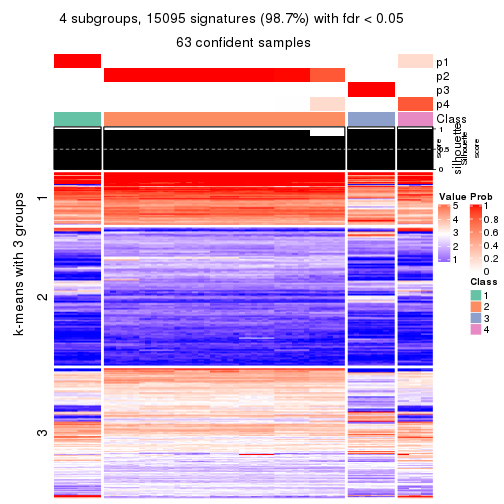 4 subgroups, 15095 signatures (98.7%) with fdr < 0.05
63 confident samples
p1
p2
p3
p4
Class
1
0.5
0
silhouette
Silhouette
score
k-means with 3 groups
1
2
3
Value
5
4
3
2
1
Prob
1
0.8
0.6
0.4
0.2
0
Class
1
2
3
4